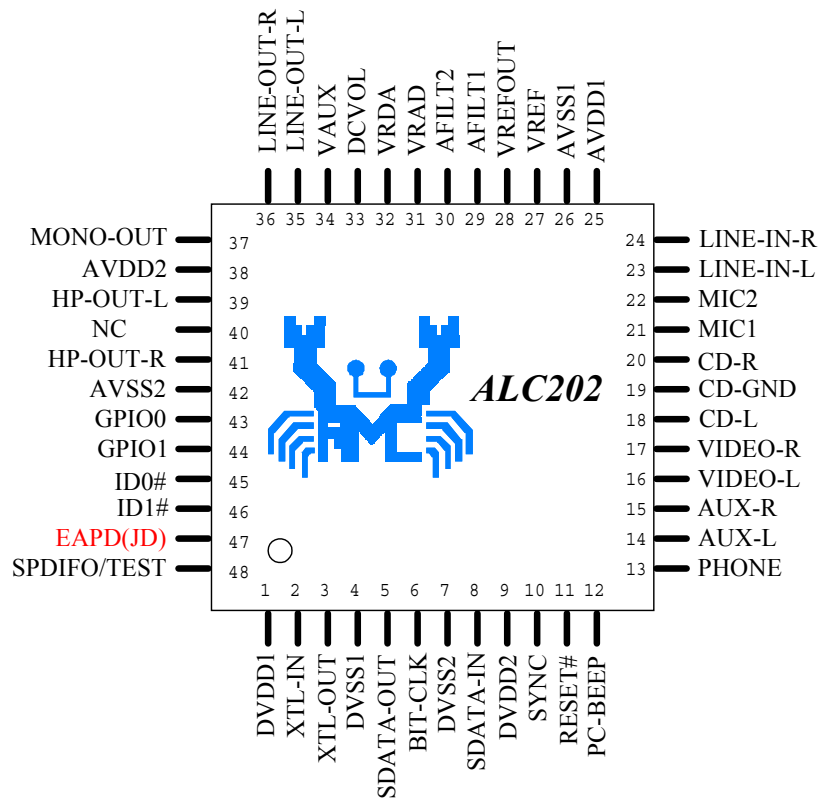 LINE-OUT-R
LINE-OUT-L
VAUX
DCVOL
VRDA
VRAD
AFILT2
AFILT1
VREFOUT
VREF
AVSS1
AVDD1
36 35 34 33 32 31 30 29 28 27 26 25
MONO-OUT 37
AVDD2 38
HP-OUT-L 39
NC 40
HP-OUT-R 41
AVSS2 42
GPIO0 43
GPIO1 44
ID0# 45
ID1# 46
EAPD(JD) 47
SPDIFO/TEST 48
ALC202
24 LINE-IN-R
23 LINE-IN-L
22 MIC2
21 MIC1
20 CD-R
19 CD-GND
18 CD-L
17 VIDEO-R
16 VIDEO-L
15 AUX-R
14 AUX-L
13 PHONE
1 2 3 4 5 6 7 8 9 10 11 12
DVDD1
XTL-IN
XTL-OUT
DVSS1
SDATA-OUT
BIT-CLK
DVSS2
SDATA-IN
DVDD2
SYNC
RESET#
PC-BEEP